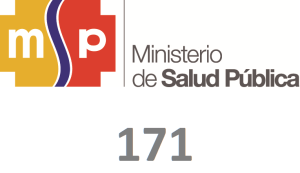 msp
Ministerio
de Salud Pública
171